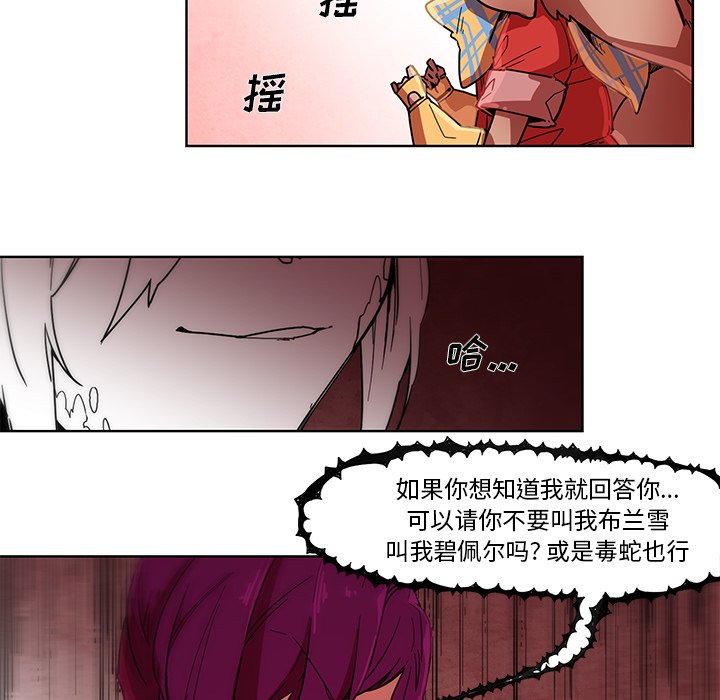 摇
摇
哈...
如果你想知道我就回答你...
可以请你不要叫我布兰雪
叫我碧佩尔吗? 或是毒蛇也行